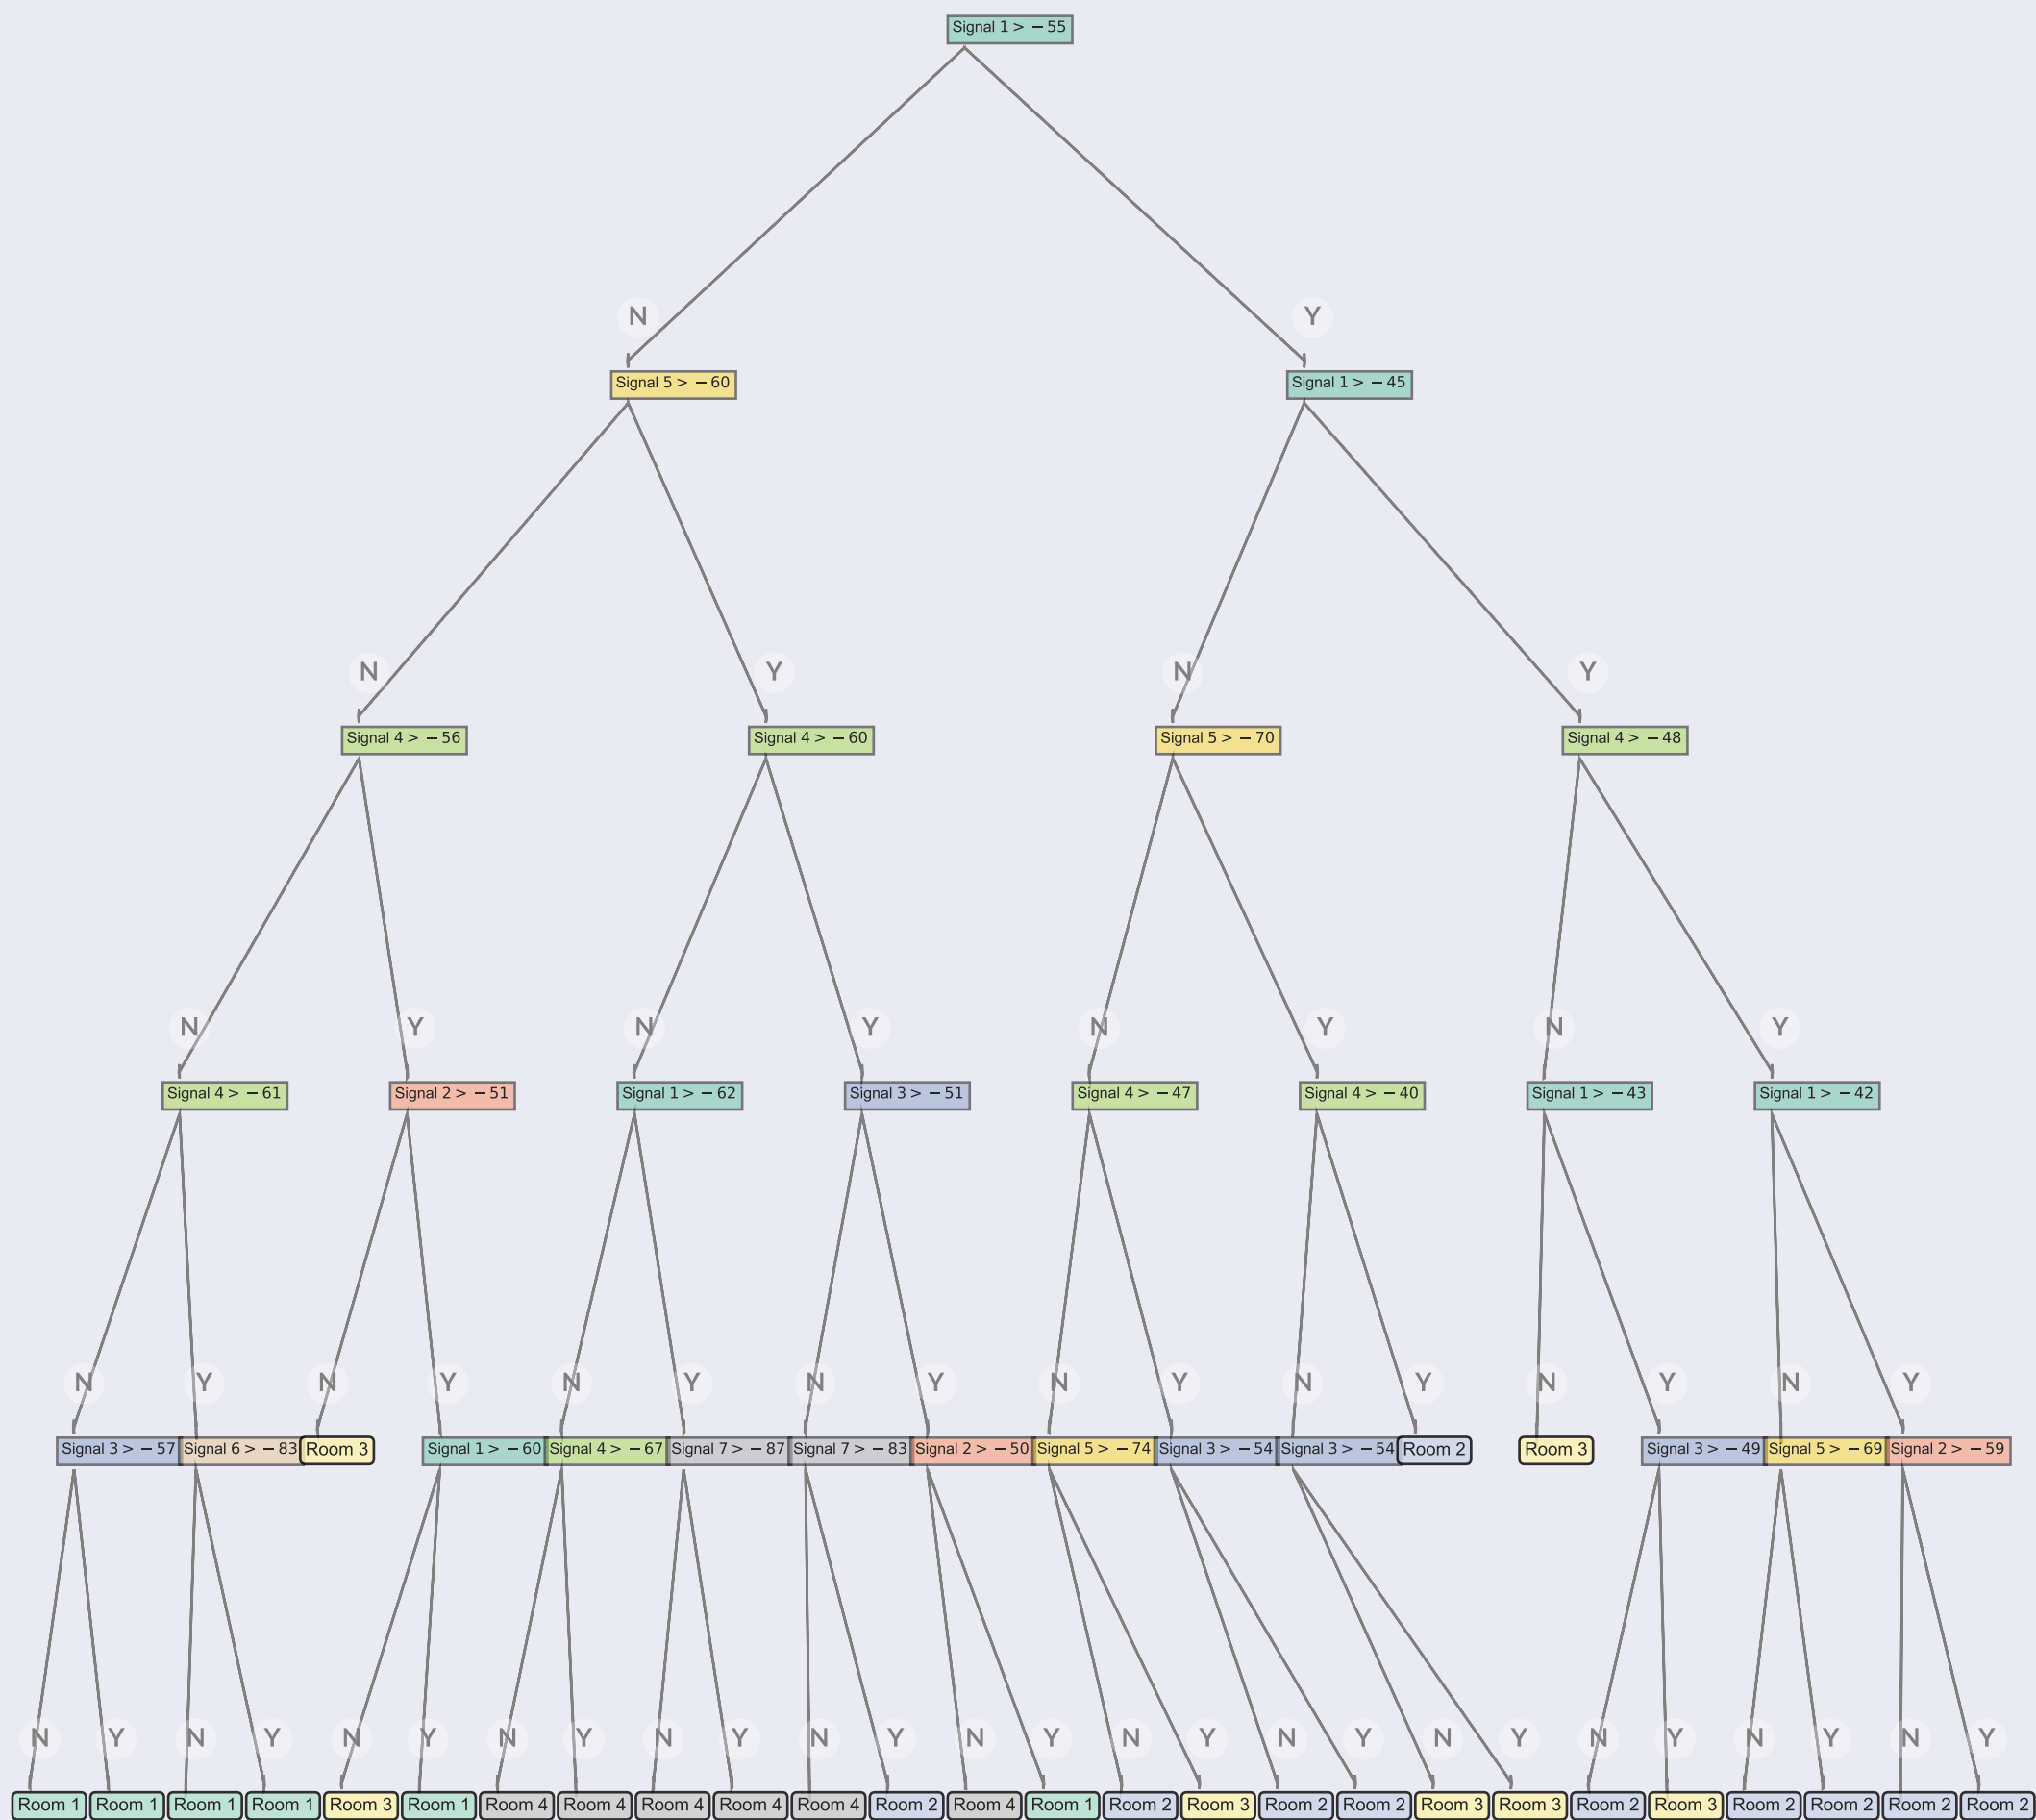 Signal 1 > −55
N
Y
Signal 5 > −60
Signal 1 > −45
N
Y
N
Y
Signal 4 > −56
Signal 4 > −60
Signal 5 > −70
Signal 4 > −48
N
Y
N
Y
N
Y
N
Y
Signal 4 > −61
Signal 2 > −51
Signal 1 > −62
Signal 3 > −51
Signal 4 > −47
Signal 4 > −40
Signal 1 > −43
Signal 1 > −42
N
Y
N
Y
N
Y
N
Y
N
Y
N
Y
N
Y
N
Y
Signal 3 > −57
Signal 6 > −83
Room 3
Signal 1 > −60
Signal 4 > −67
Signal 7 > −87
Signal 7 > −83
Signal 2 > −50
Signal 5 > −74
Signal 3 > −54
Signal 3 > −54
Room 2
Room 3
Signal 3 > −49
Signal 5 > −69
Signal 2 > −59
N
Y
N
Y
N
Y
N
Y
N
Y
N
Y
N
Y
N
Y
N
Y
N
Y
N
Y
N
Y
N
Y
Room 1
Room 1
Room 1
Room 1
Room 3
Room 1
Room 4
Room 4
Room 4
Room 4
Room 4
Room 2
Room 4
Room 1
Room 2
Room 3
Room 2
Room 2
Room 3
Room 3
Room 2
Room 3
Room 2
Room 2
Room 2
Room 2